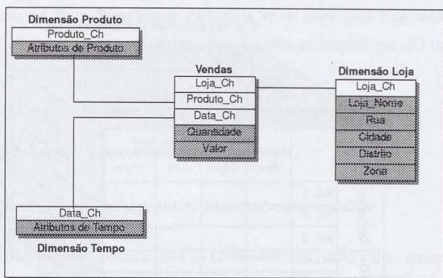 Dimensão Produto
Produto_Ch
Atributos de Produto
Vendas
Loja_Ch
Produto_Ch
Data_Ch
Quantidade
Valor
Dimensão Loja
Loja_Ch
Loja_Nome
Rua
Cidade
Distrito
Zona
Data_Ch
Atributos de Tempo
Dimensão Tempo